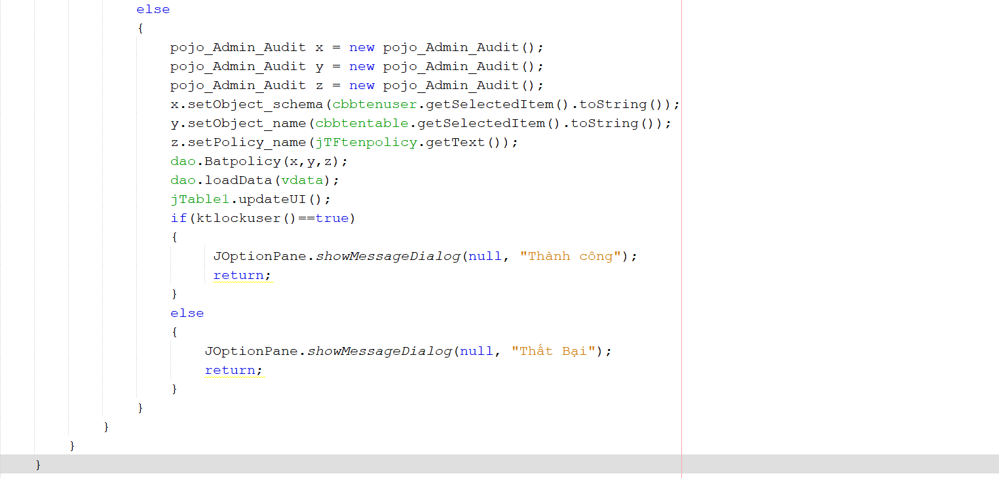 else
{
pojo_Admin_Audit x = new pojo_Admin_Audit();
pojo_Admin_Audit y = new pojo_Admin_Audit();
pojo_Admin_Audit z = new pojo_Admin_Audit();
x.setObject_schema(cbbtenuser.getSelectedItem().toString());
y.setObject_name(cbbtentable.getSelectedItem().toString());
z.setPolicy_name(jTFtenpolicy.getText());
dao.Batpolicy(x,y,z);
dao.loadData(vdata);
jTable1.updateUI();
if(ktlockuser()==true)
{
JOptionPane.showMessageDialog(null, "Thành công");
return;
}
else
{
JOptionPane.showMessageDialog(null, "Thất Bại");
return;
}
}
}
}
}